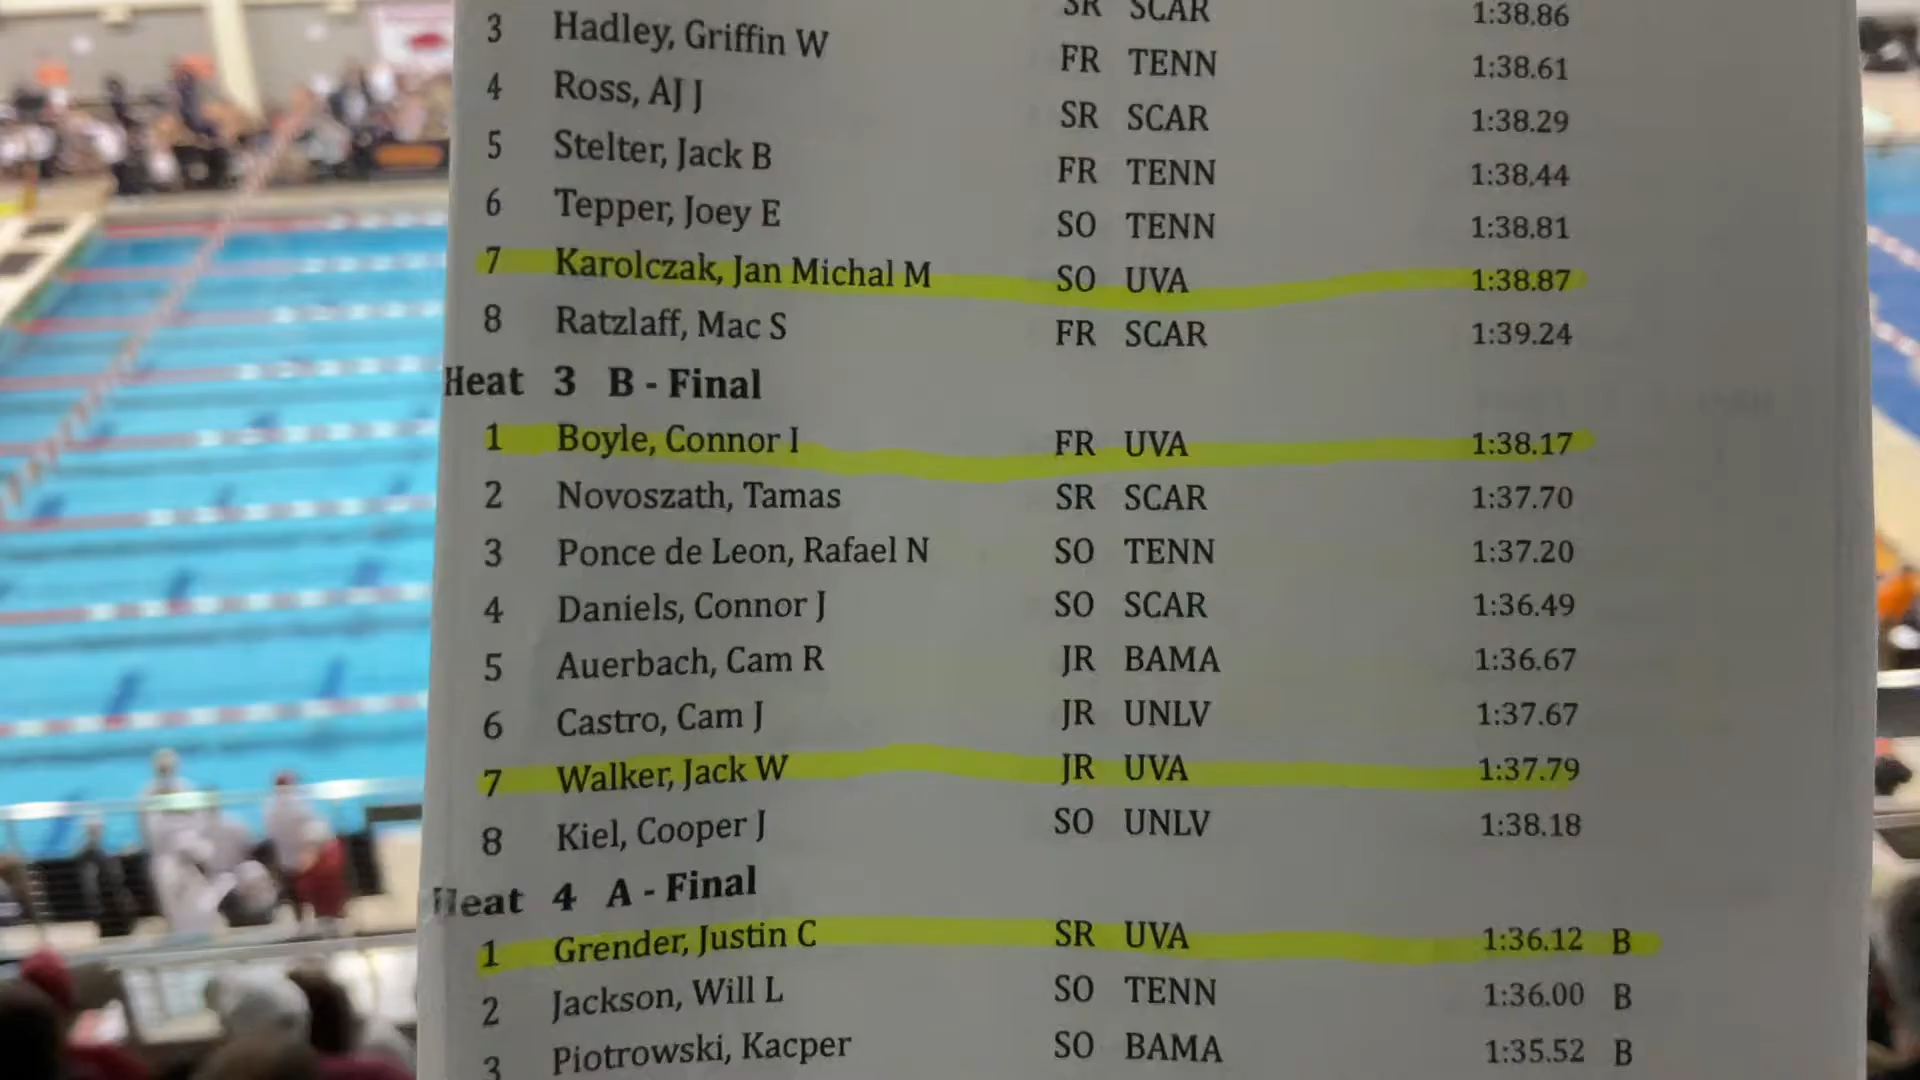 SR SCAR 1:38.86
3 Hadley, Griffin W FR TENN 1:38.61
4 Ross, AJ J SR SCAR 1:38.29
5 Stelter, Jack B FR TENN 1:38.44
6 Tepper, Joey E SO TENN 1:38.81
7 Karolczak, Jan Michal M SO UVA 1:38.87
8 Ratzlaff, Mac S FR SCAR 1:39.24
Heat 3 B - Final
1 Boyle, Connor I FR UVA 1:38.17
2 Novoszath, Tamas SR SCAR 1:37.70
3 Ponce de Leon, Rafael N SO TENN 1:37.20
4 Daniels, Connor J SO SCAR 1:36.49
5 Auerbach, Cam R JR BAMA 1:36.67
6 Castro, Cam J JR UNLV 1:37.67
7 Walker, Jack W JR UVA 1:37.79
8 Kiel, Cooper J SO UNLV 1:38.18
Heat 4 A - Final
1 Grender, Justin C SR UVA 1:36.12 B
2 Jackson, Will L SO TENN 1:36.00 B
3 Piotrowski, Kacper SO BAMA 1:35.52 B